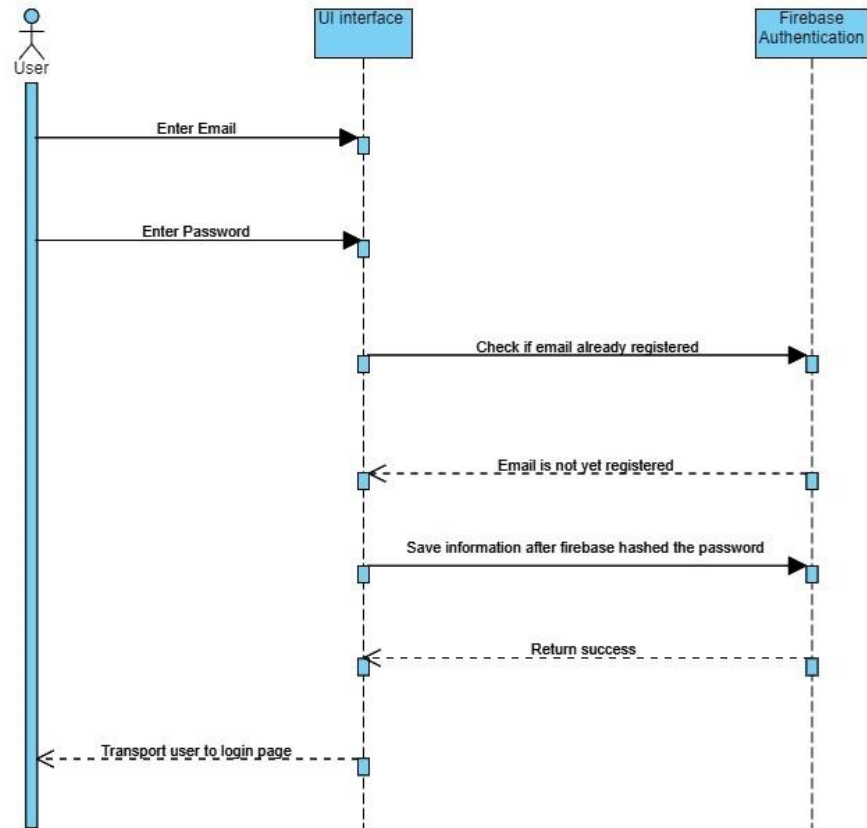 User
UI interface
Firebase
Authentication
Enter Email
Enter Password
Check if email already registered
Email is not yet registered
Save information after firebase hashed the password
Return success
Transport user to login page